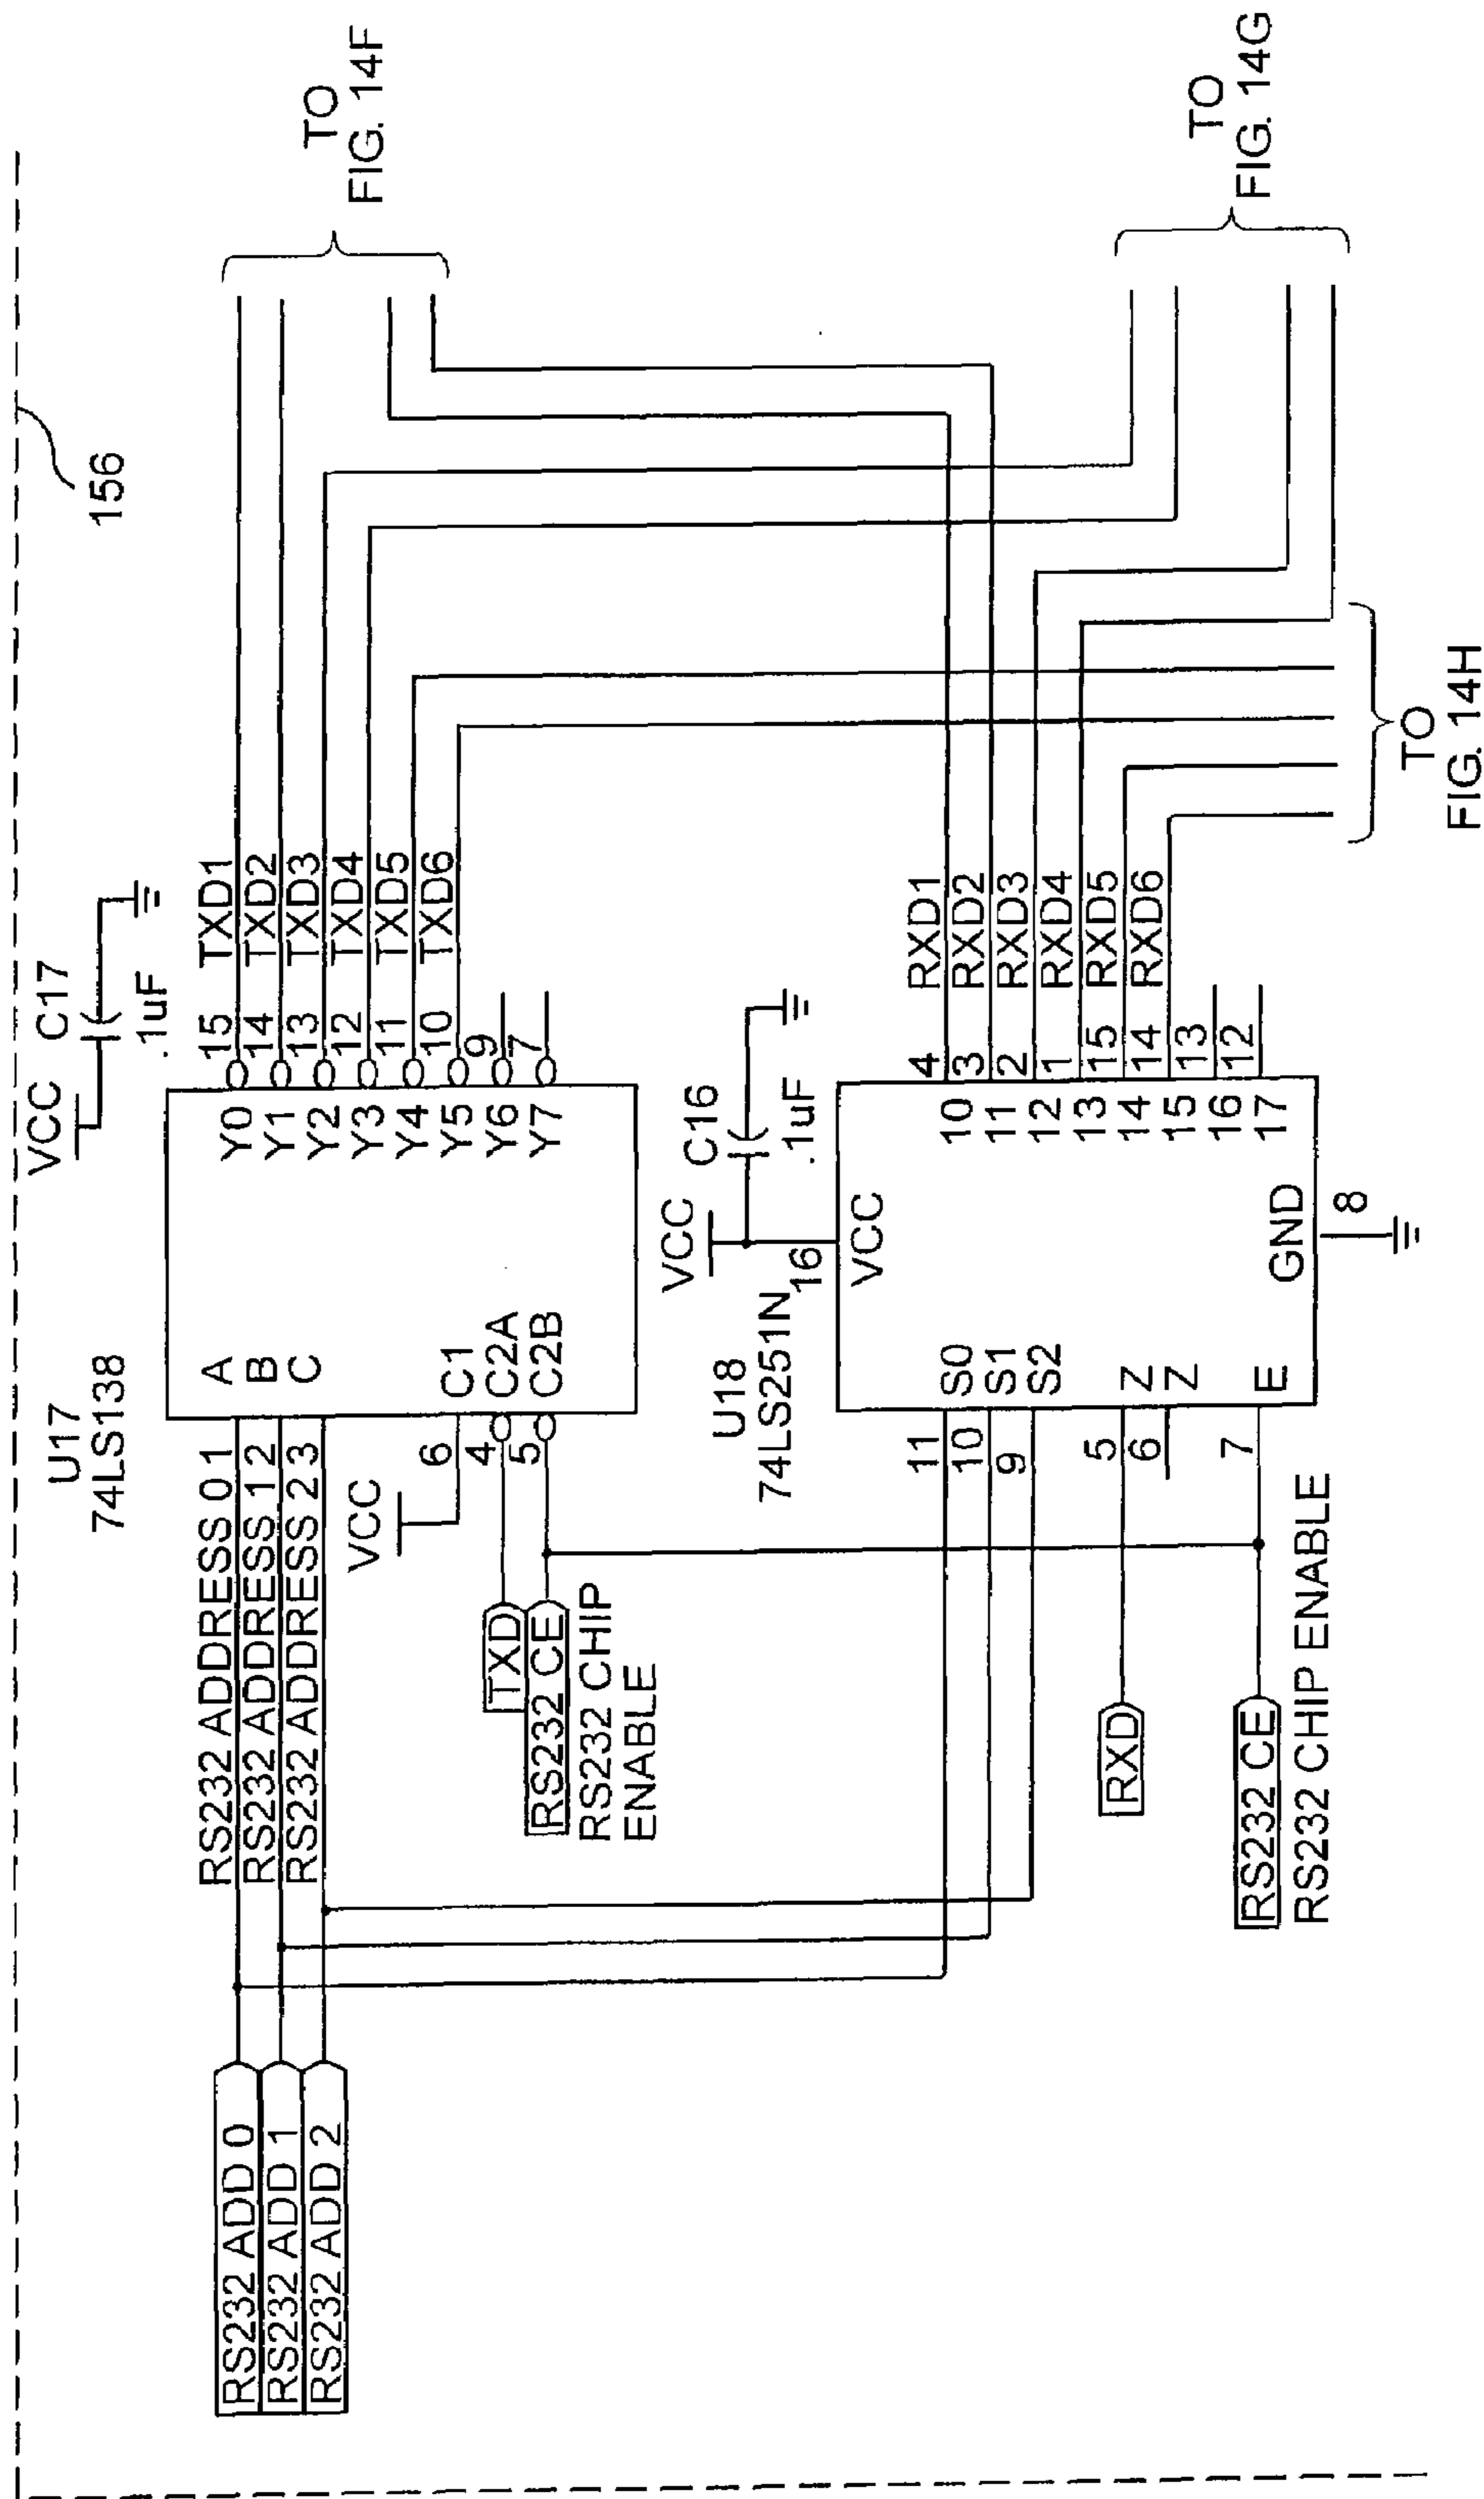 156
TO
FIG. 14F
TO
FIG. 14G
TO
FIG. 14H
VCC
C17
.1uF
U17
74LS138
RS232 ADD 0
RS232 ADD 1
RS232 ADD 2
RS232 ADDRESS 0 1
RS232 ADDRESS 1 2
RS232 ADDRESS 2 3
A
B
C
VCC
6
4
5
C1
C2A
C2B
TXD
RS232 CE
RS232 CHIP
ENABLE
Y0
Y1
Y2
Y3
Y4
Y5
Y6
Y7
15 TXD1
14 TXD2
13 TXD3
12 TXD4
11 TXD5
10 TXD6
9
7
U18
74LS251N
VCC
C16
.1uF
16
VCC
11
10
9
S0
S1
S2
5
6
7
Z
Z
E
RXD
RS232 CE
RS232 CHIP ENABLE
GND
8
10
11
12
13
14
15
16
17
4 RXD1
3 RXD2
2 RXD3
1 RXD4
15 RXD5
14 RXD6
13
12